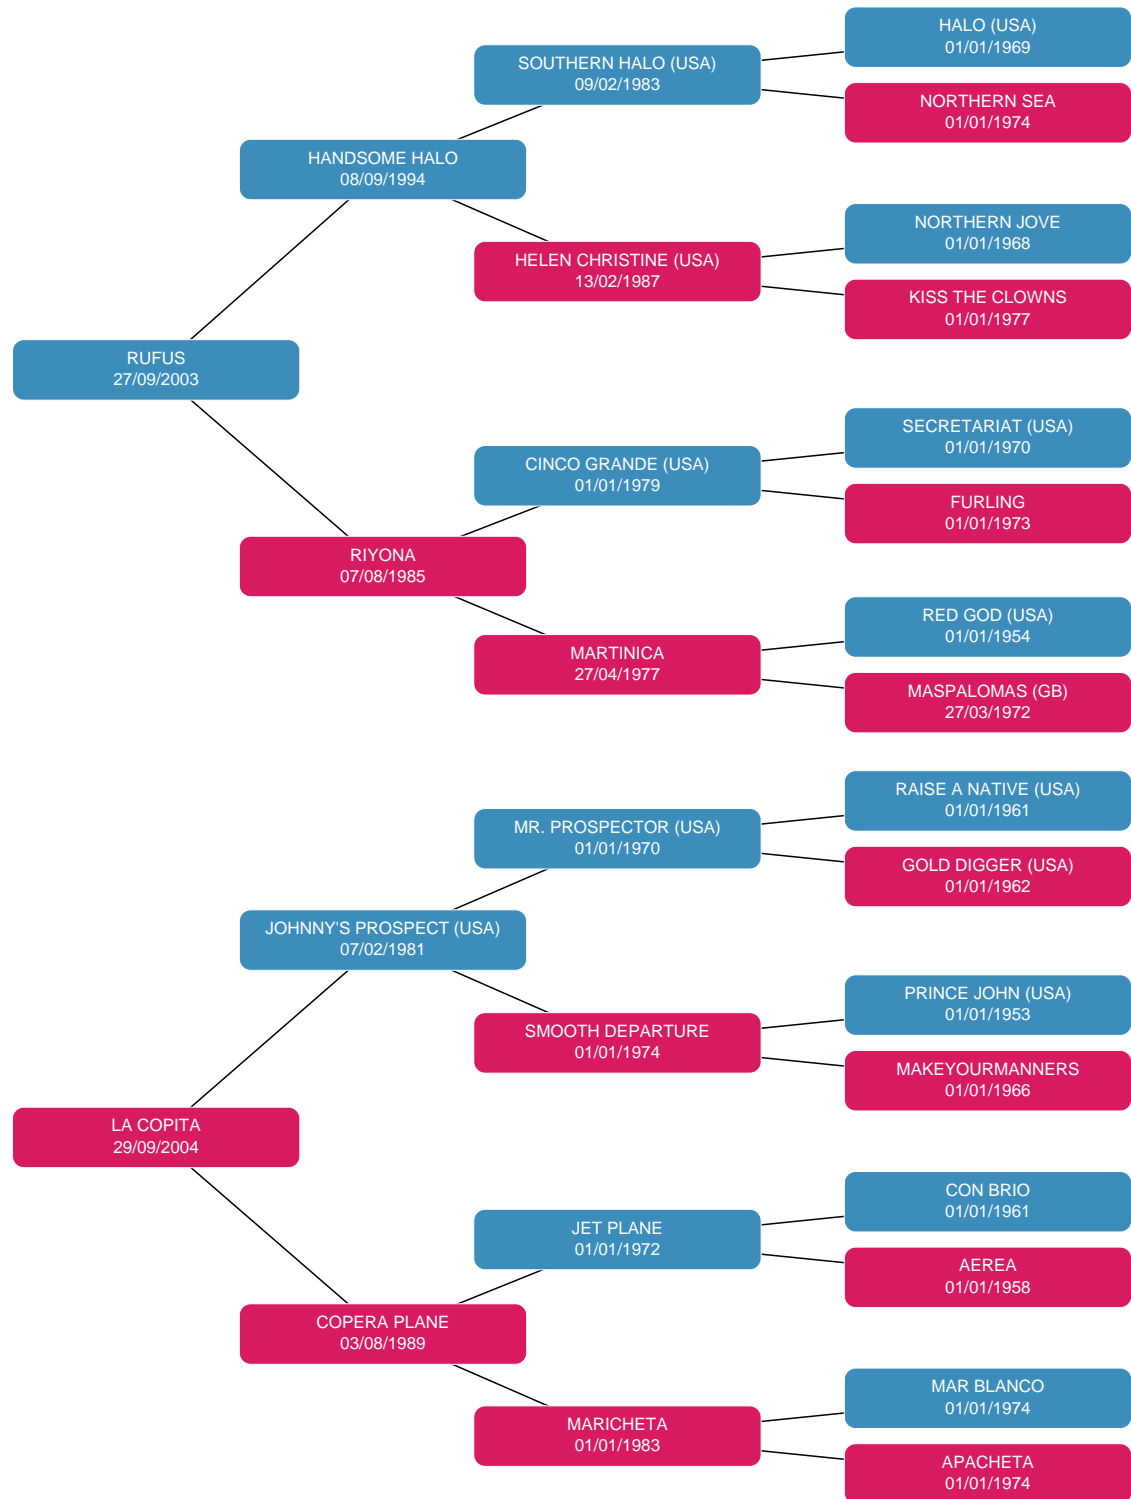 HALO (USA)
01/01/1969
SOUTHERN HALO (USA)
09/02/1983
NORTHERN SEA
01/01/1974
HANDSOME HALO
08/09/1994
NORTHERN JOVE
01/01/1968
HELEN CHRISTINE (USA)
13/02/1987
KISS THE CLOWNS
01/01/1977
RUFUS
27/09/2003
SECRETARIAT (USA)
01/01/1970
CINCO GRANDE (USA)
01/01/1979
FURLING
01/01/1973
RIYONA
07/08/1985
RED GOD (USA)
01/01/1954
MARTINICA
27/04/1977
MASPALOMAS (GB)
27/03/1972
RAISE A NATIVE (USA)
01/01/1961
MR. PROSPECTOR (USA)
01/01/1970
GOLD DIGGER (USA)
01/01/1962
JOHNNY'S PROSPECT (USA)
07/02/1981
PRINCE JOHN (USA)
01/01/1953
SMOOTH DEPARTURE
01/01/1974
MAKEYOURMANNERS
01/01/1966
LA COPITA
29/09/2004
CON BRIO
01/01/1961
JET PLANE
01/01/1972
AEREA
01/01/1958
COPERA PLANE
03/08/1989
MAR BLANCO
01/01/1974
MARICHETA
01/01/1983
APACHETA
01/01/1974